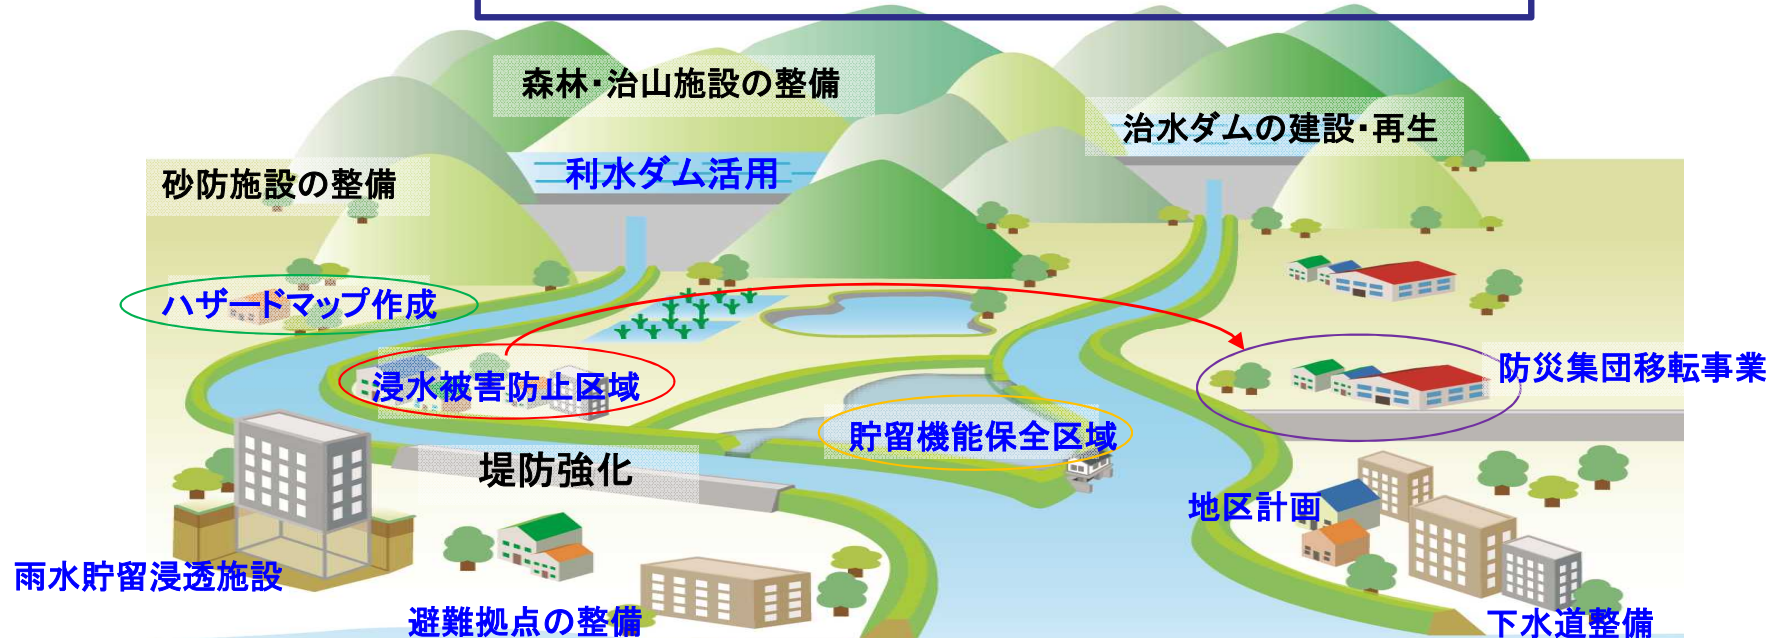 森林・治山施設の整備
治水ダムの建設・再生
利水ダム活用
砂防施設の整備
ハザードマップ作成
浸水被害防止区域
防災集団移転事業
貯留機能保全区域
堤防強化
地区計画
雨水貯留浸透施設
避難拠点の整備
下水道整備